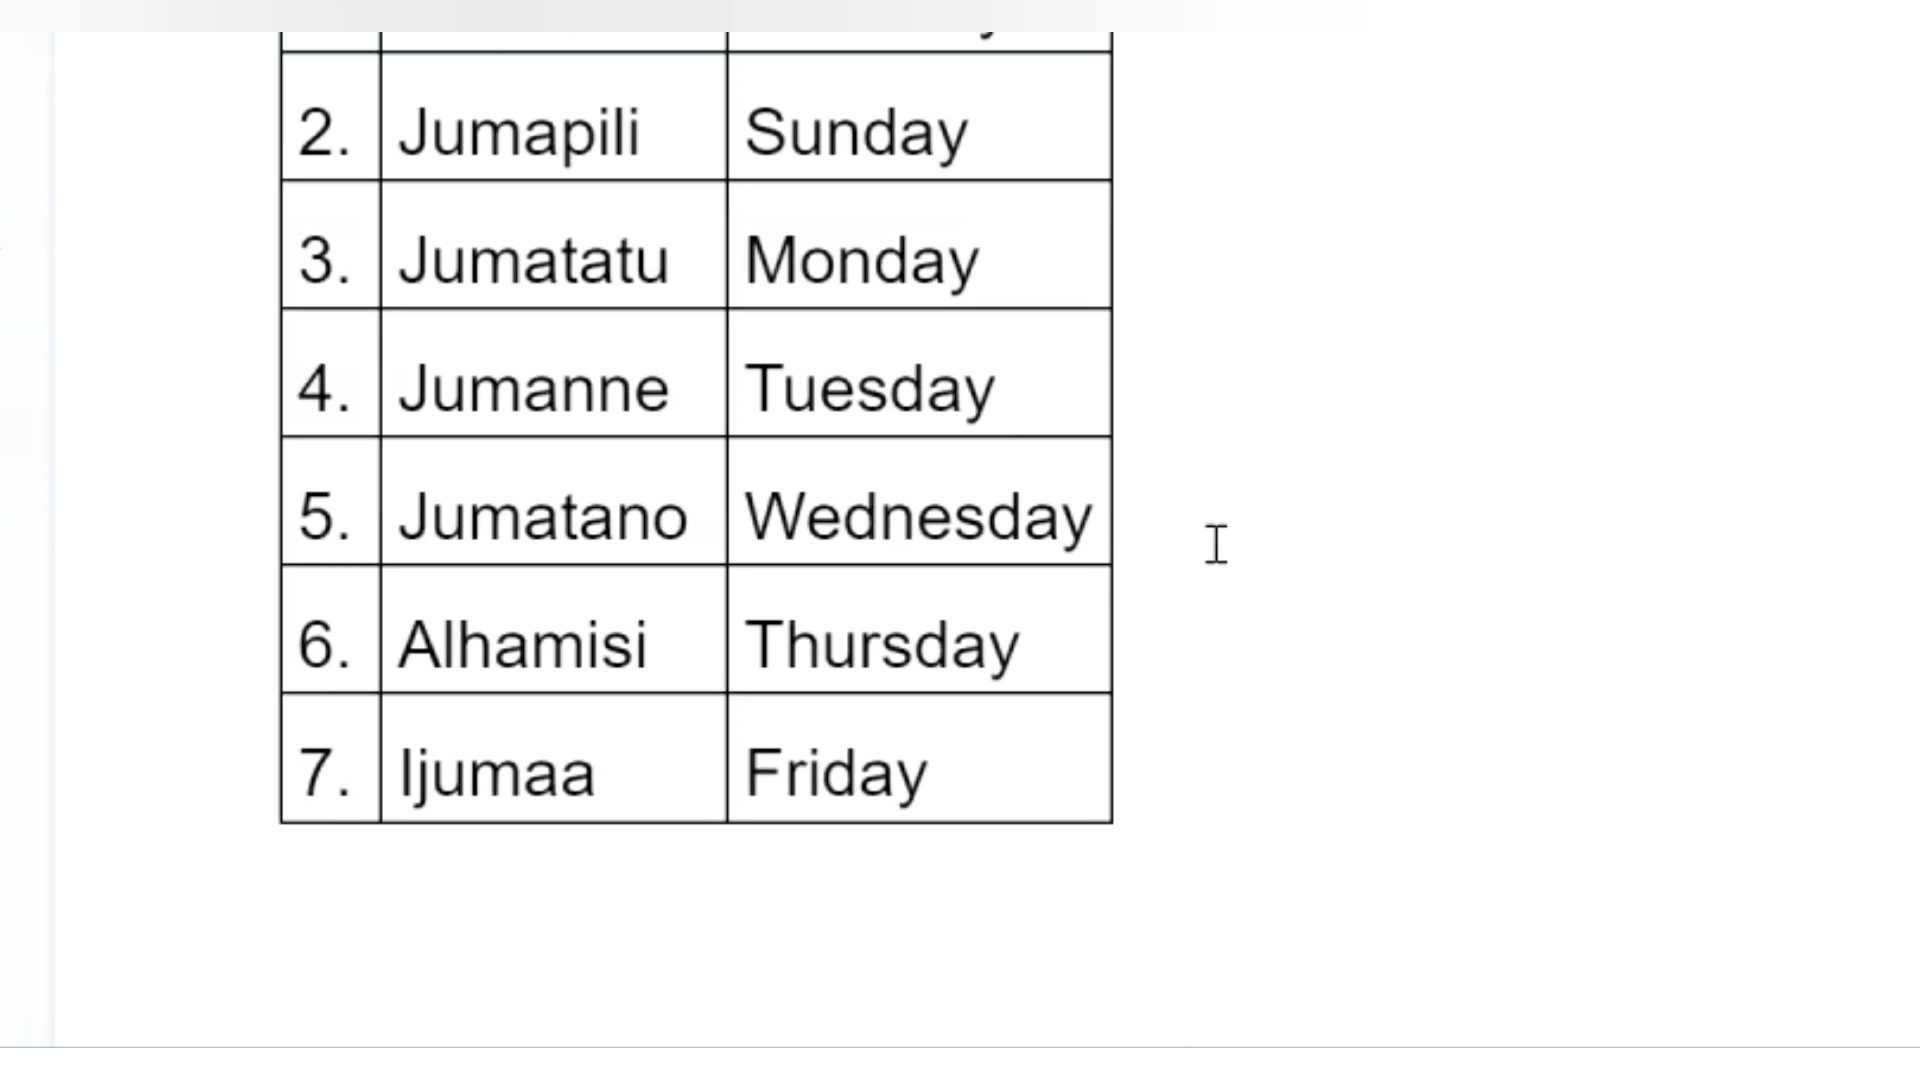 2. Jumapili Sunday
3. Jumatatu Monday
4. Jumanne Tuesday
5. Jumatano Wednesday
6. Alhamisi Thursday
7. Ijumaa Friday